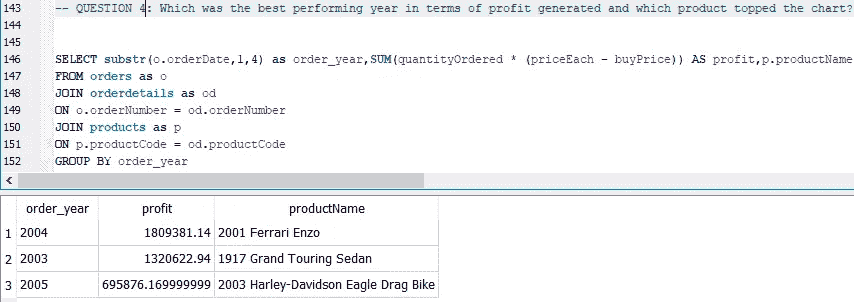 143 -- QUESTION 4: Which was the best performing year in terms of profit generated and which product topped the chart?
144
145
146 SELECT substr(o.orderDate,1,4) as order_year,SUM(quantityOrdered * (priceEach - buyPrice)) AS profit,p.productName
147 FROM orders as o
148 JOIN orderdetails as od
149 ON o.orderNumber = od.orderNumber
150 JOIN products as p
151 ON p.productCode = od.productCode
152 GROUP BY order_year
order_year profit productName
1 2004 1809381.14 2001 Ferrari Enzo
2 2003 1320622.94 1917 Grand Touring Sedan
3 2005 695876.169999999 2003 Harley-Davidson Eagle Drag Bike